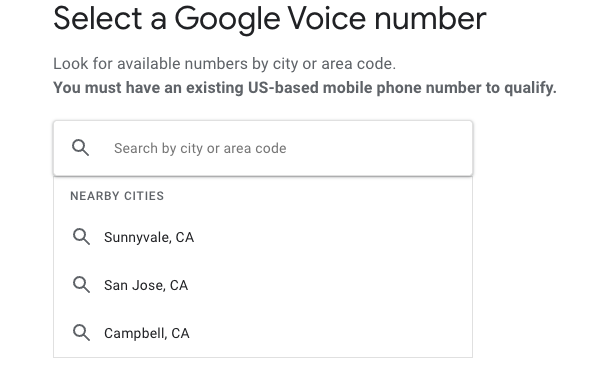 Select a Google Voice number
Look for available numbers by city or area code.
You must have an existing US-based mobile phone number to qualify.
Search by city or area code
NEARBY CITIES
Sunnyvale, CA
San Jose, CA
Campbell, CA